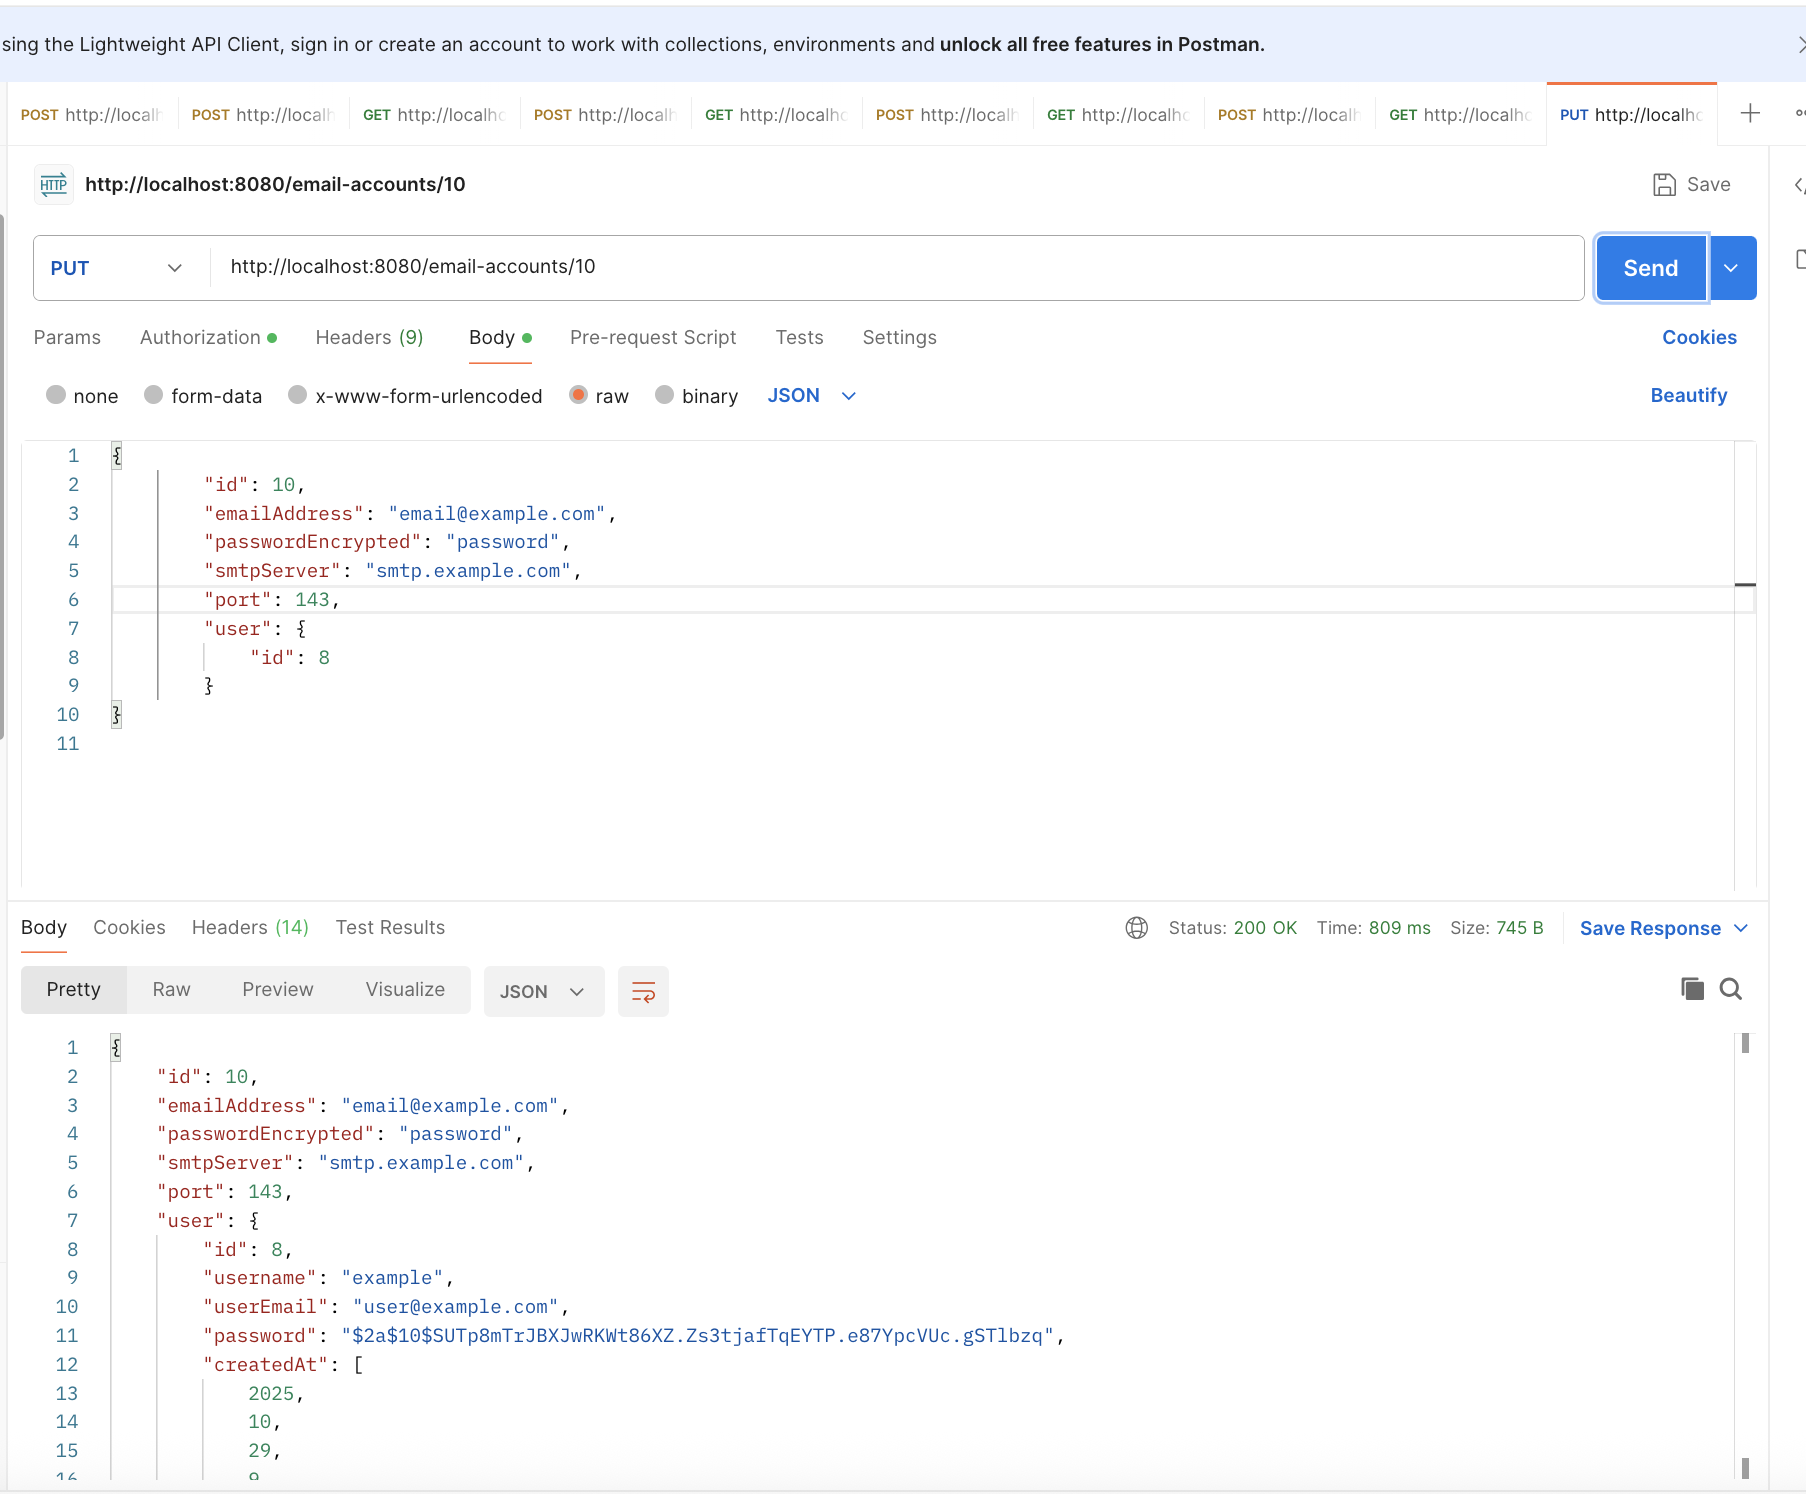 sing the Lightweight API Client, sign in or create an account to work with collections, environments and unlock all free features in Postman.
POST http://local POST http://local GET http://localh POST http://local GET http://localh POST http://local GET http://localh POST http://local GET http://localh PUT http://localh
HTTP http://localhost:8080/email-accounts/10 Save
PUT http://localhost:8080/email-accounts/10 Send
Params Authorization Headers (9) Body Pre-request Script Tests Settings Cookies
none form-data x-www-form-urlencoded raw binary JSON Beautify
1 {
2 "id": 10,
3 "emailAddress": "email@example.com",
4 "passwordEncrypted": "password",
5 "smtpServer": "smtp.example.com",
6 "port": 143,
7 "user": {
8 "id": 8
9 }
10 }
11
Body Cookies Headers (14) Test Results Status: 200 OK Time: 809 ms Size: 745 B Save Response
Pretty Raw Preview Visualize JSON
1 {
2 "id": 10,
3 "emailAddress": "email@example.com",
4 "passwordEncrypted": "password",
5 "smtpServer": "smtp.example.com",
6 "port": 143,
7 "user": {
8 "id": 8,
9 "username": "example",
10 "userEmail": "user@example.com",
11 "password": "$2a$10$SUTp8mTrJBXJwRKWt86XZ.Zs3tjafTqEYTP.e87YpcVUc.gSTlbzq",
12 "createdAt": [
13 2025,
14 10,
15 29,
16 9